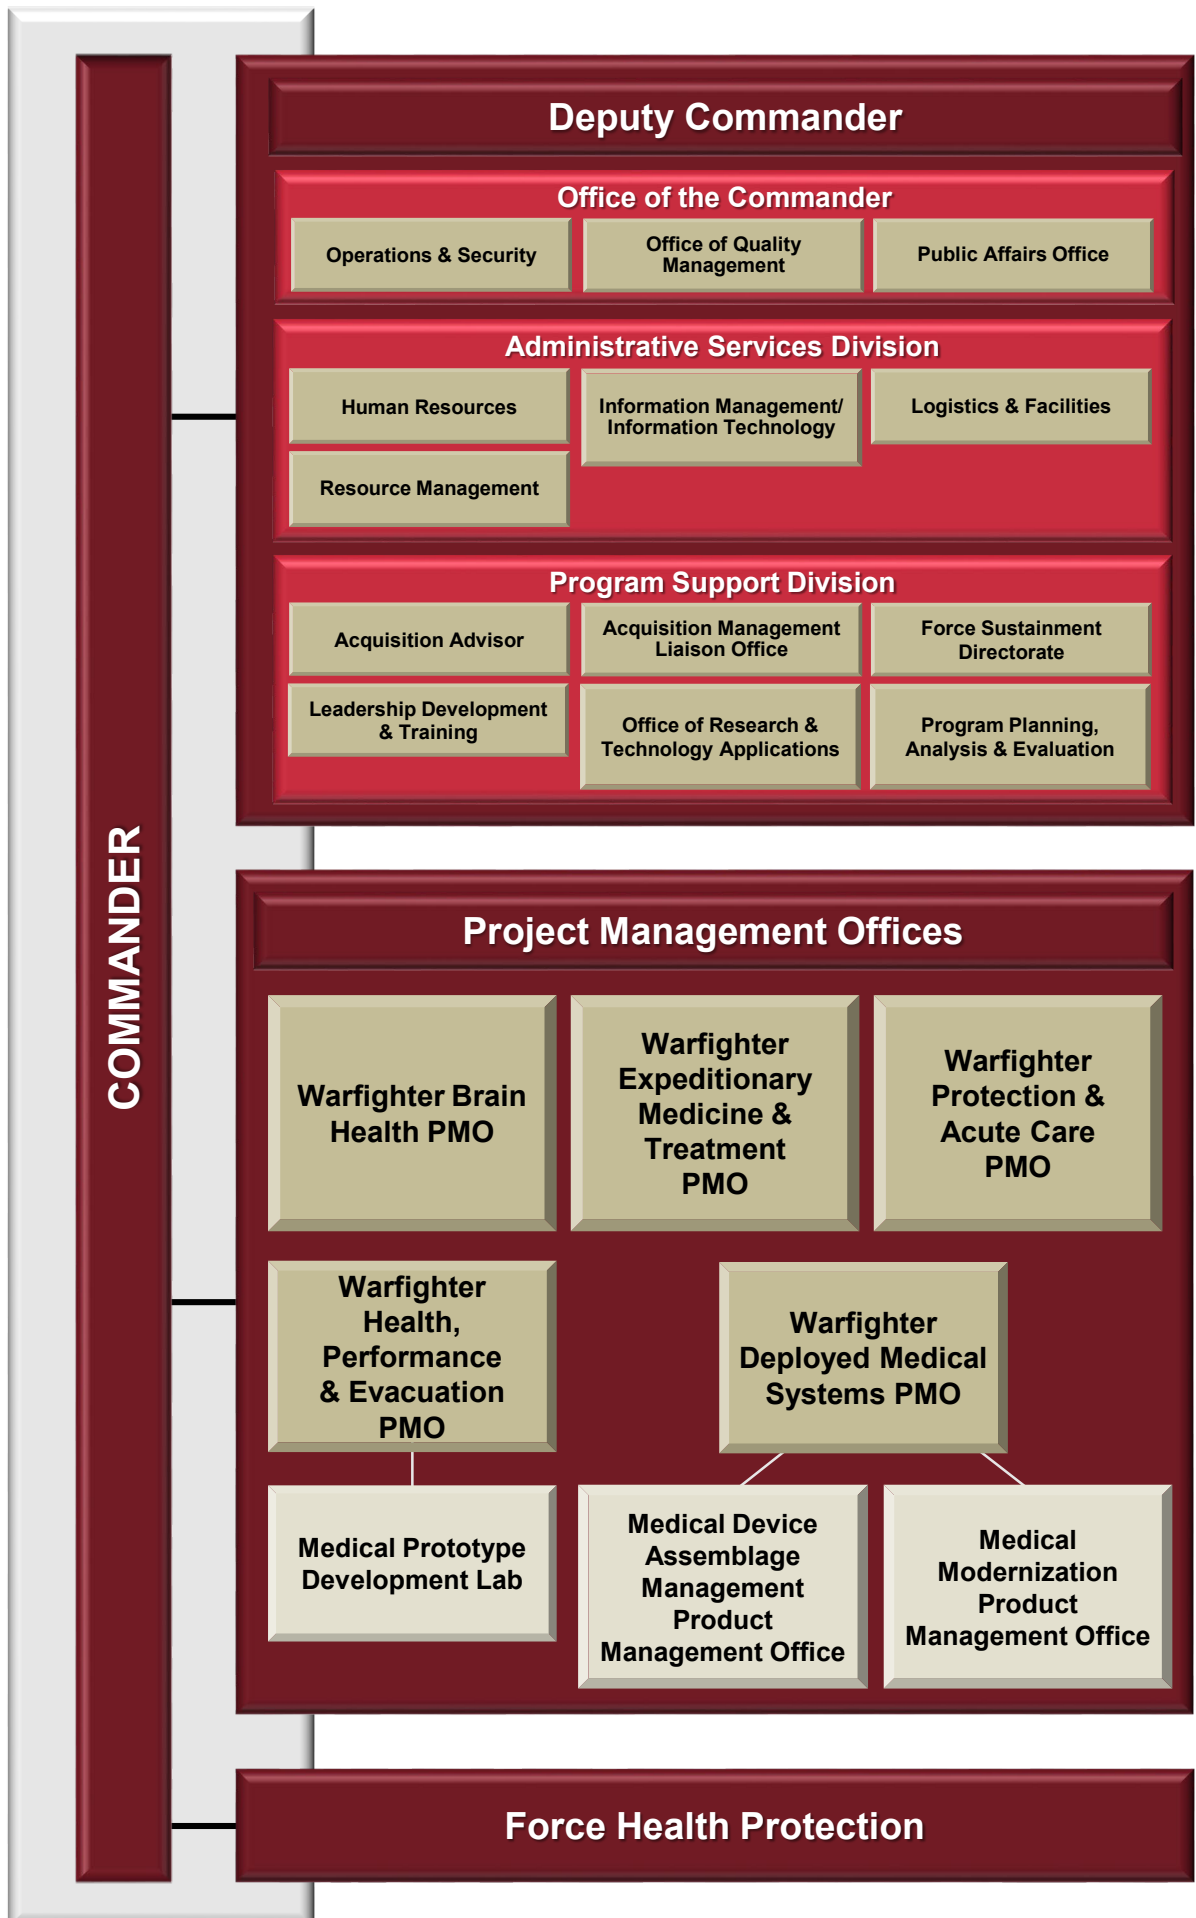 COMMANDER
Deputy Commander
Office of the Commander
Operations & Security
Office of Quality
Management
Public Affairs Office
Administrative Services Division
Human Resources
Information Management/
Information Technology
Logistics & Facilities
Resource Management
Program Support Division
Acquisition Advisor
Acquisition Management
Liaison Office
Force Sustainment
Directorate
Leadership Development
& Training
Office of Research &
Technology Applications
Program Planning,
Analysis & Evaluation
Project Management Offices
Warfighter Brain
Health PMO
Warfighter
Expeditionary
Medicine &
Treatment
PMO
Warfighter
Protection &
Acute Care
PMO
Warfighter
Health,
Performance
& Evacuation
PMO
Warfighter
Deployed Medical
Systems PMO
Medical Prototype
Development Lab
Medical Device
Assemblage
Management
Product
Management Office
Medical
Modernization
Product
Management Office
Force Health Protection